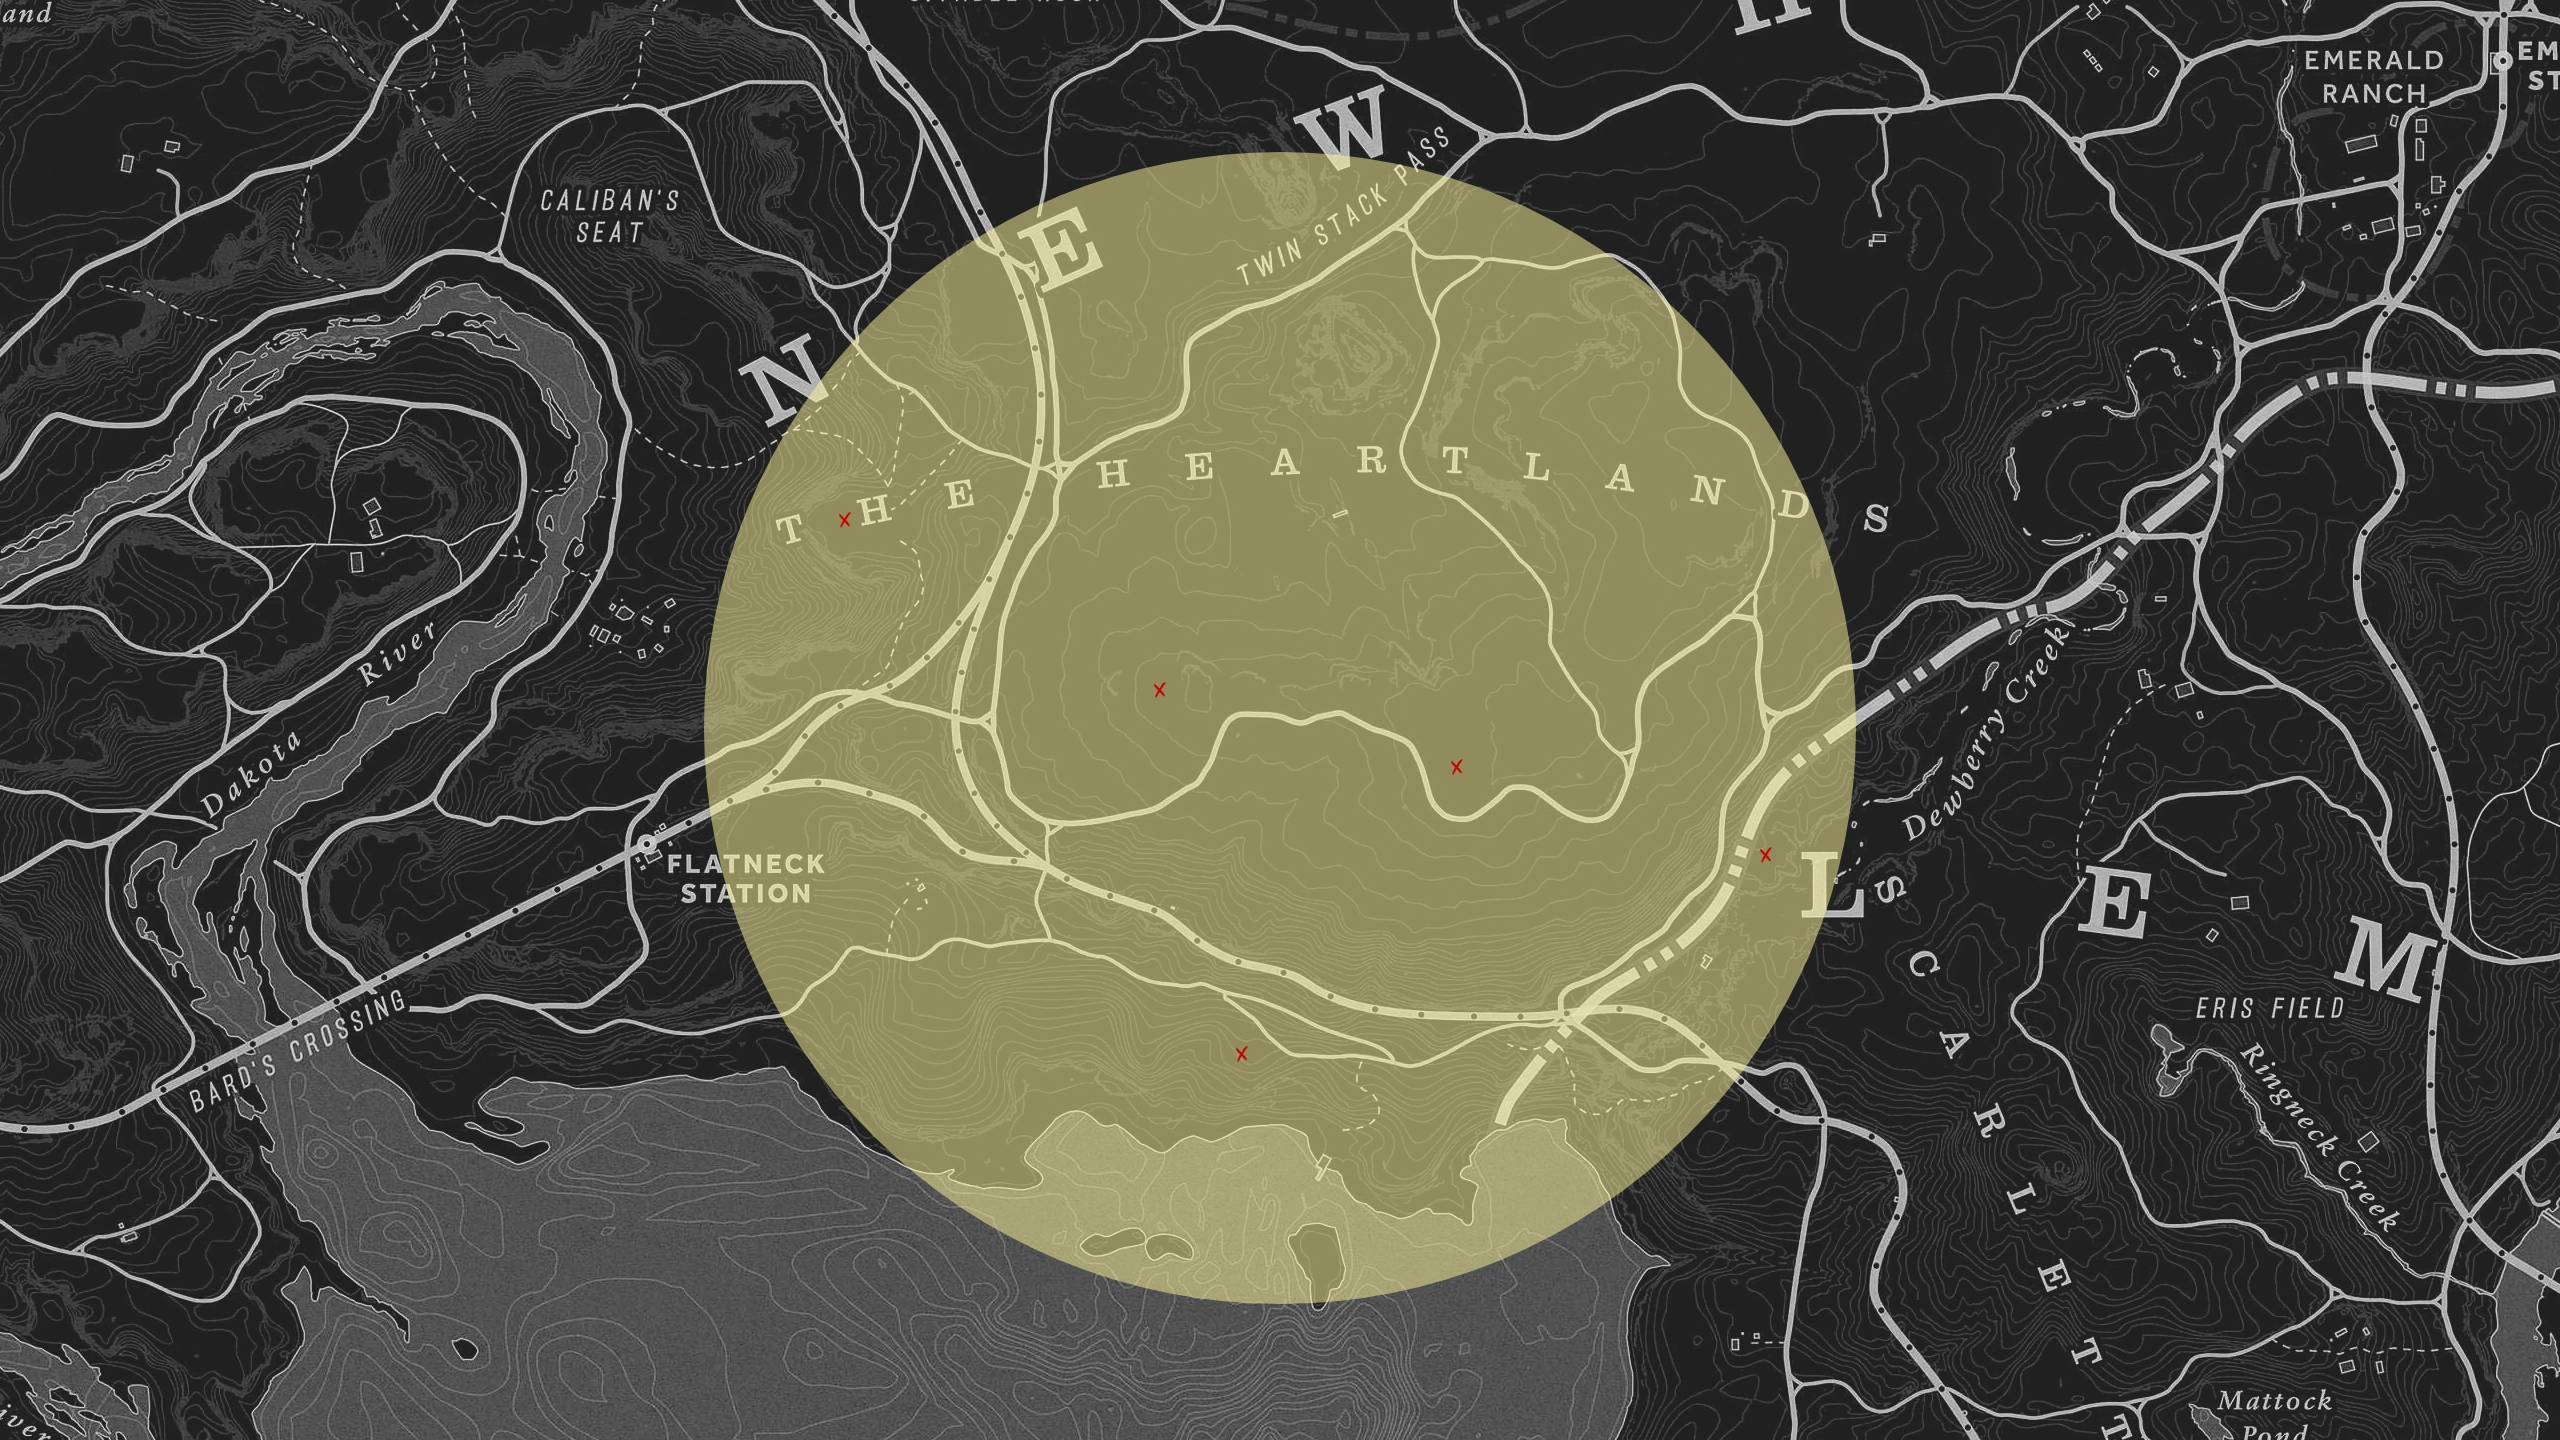 and
EMERALD
RANCH
EM
ST
W
TWIN STACK PASS
CALIBAN'S
SEAT
E
N
THE HEARTLANDS
Dakota River
Dewberry Creek
FLATNECK
STATION
L
E
M
SCARLETT
BARD'S CROSSING
ERIS FIELD
Ringneck Creek
Mattock
Pond
iver